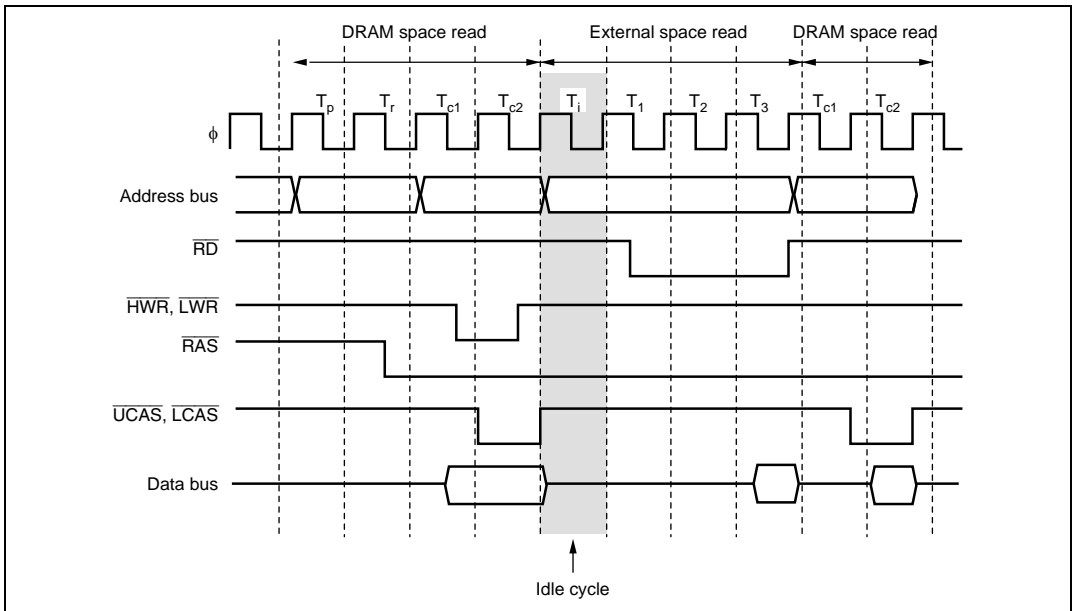 DRAM space read External space read DRAM space read
Tp Tr Tc1 Tc2 Ti T1 T2 T3 Tc1 Tc2
ϕ
Address bus
RD
HWR, LWR
RAS
UCAS, LCAS
Data bus
Idle cycle